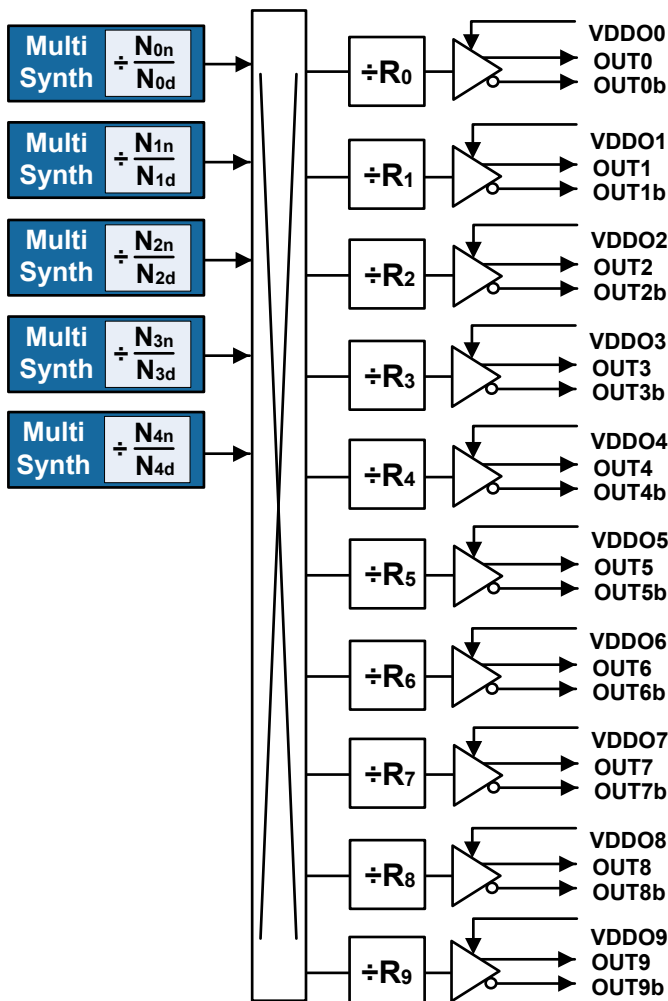 Multi Synth ÷ N0n / N0d
Multi Synth ÷ N1n / N1d
Multi Synth ÷ N2n / N2d
Multi Synth ÷ N3n / N3d
Multi Synth ÷ N4n / N4d
÷R0
VDDO0
OUT0
OUT0b
÷R1
VDDO1
OUT1
OUT1b
÷R2
VDDO2
OUT2
OUT2b
÷R3
VDDO3
OUT3
OUT3b
÷R4
VDDO4
OUT4
OUT4b
÷R5
VDDO5
OUT5
OUT5b
÷R6
VDDO6
OUT6
OUT6b
÷R7
VDDO7
OUT7
OUT7b
÷R8
VDDO8
OUT8
OUT8b
÷R9
VDDO9
OUT9
OUT9b